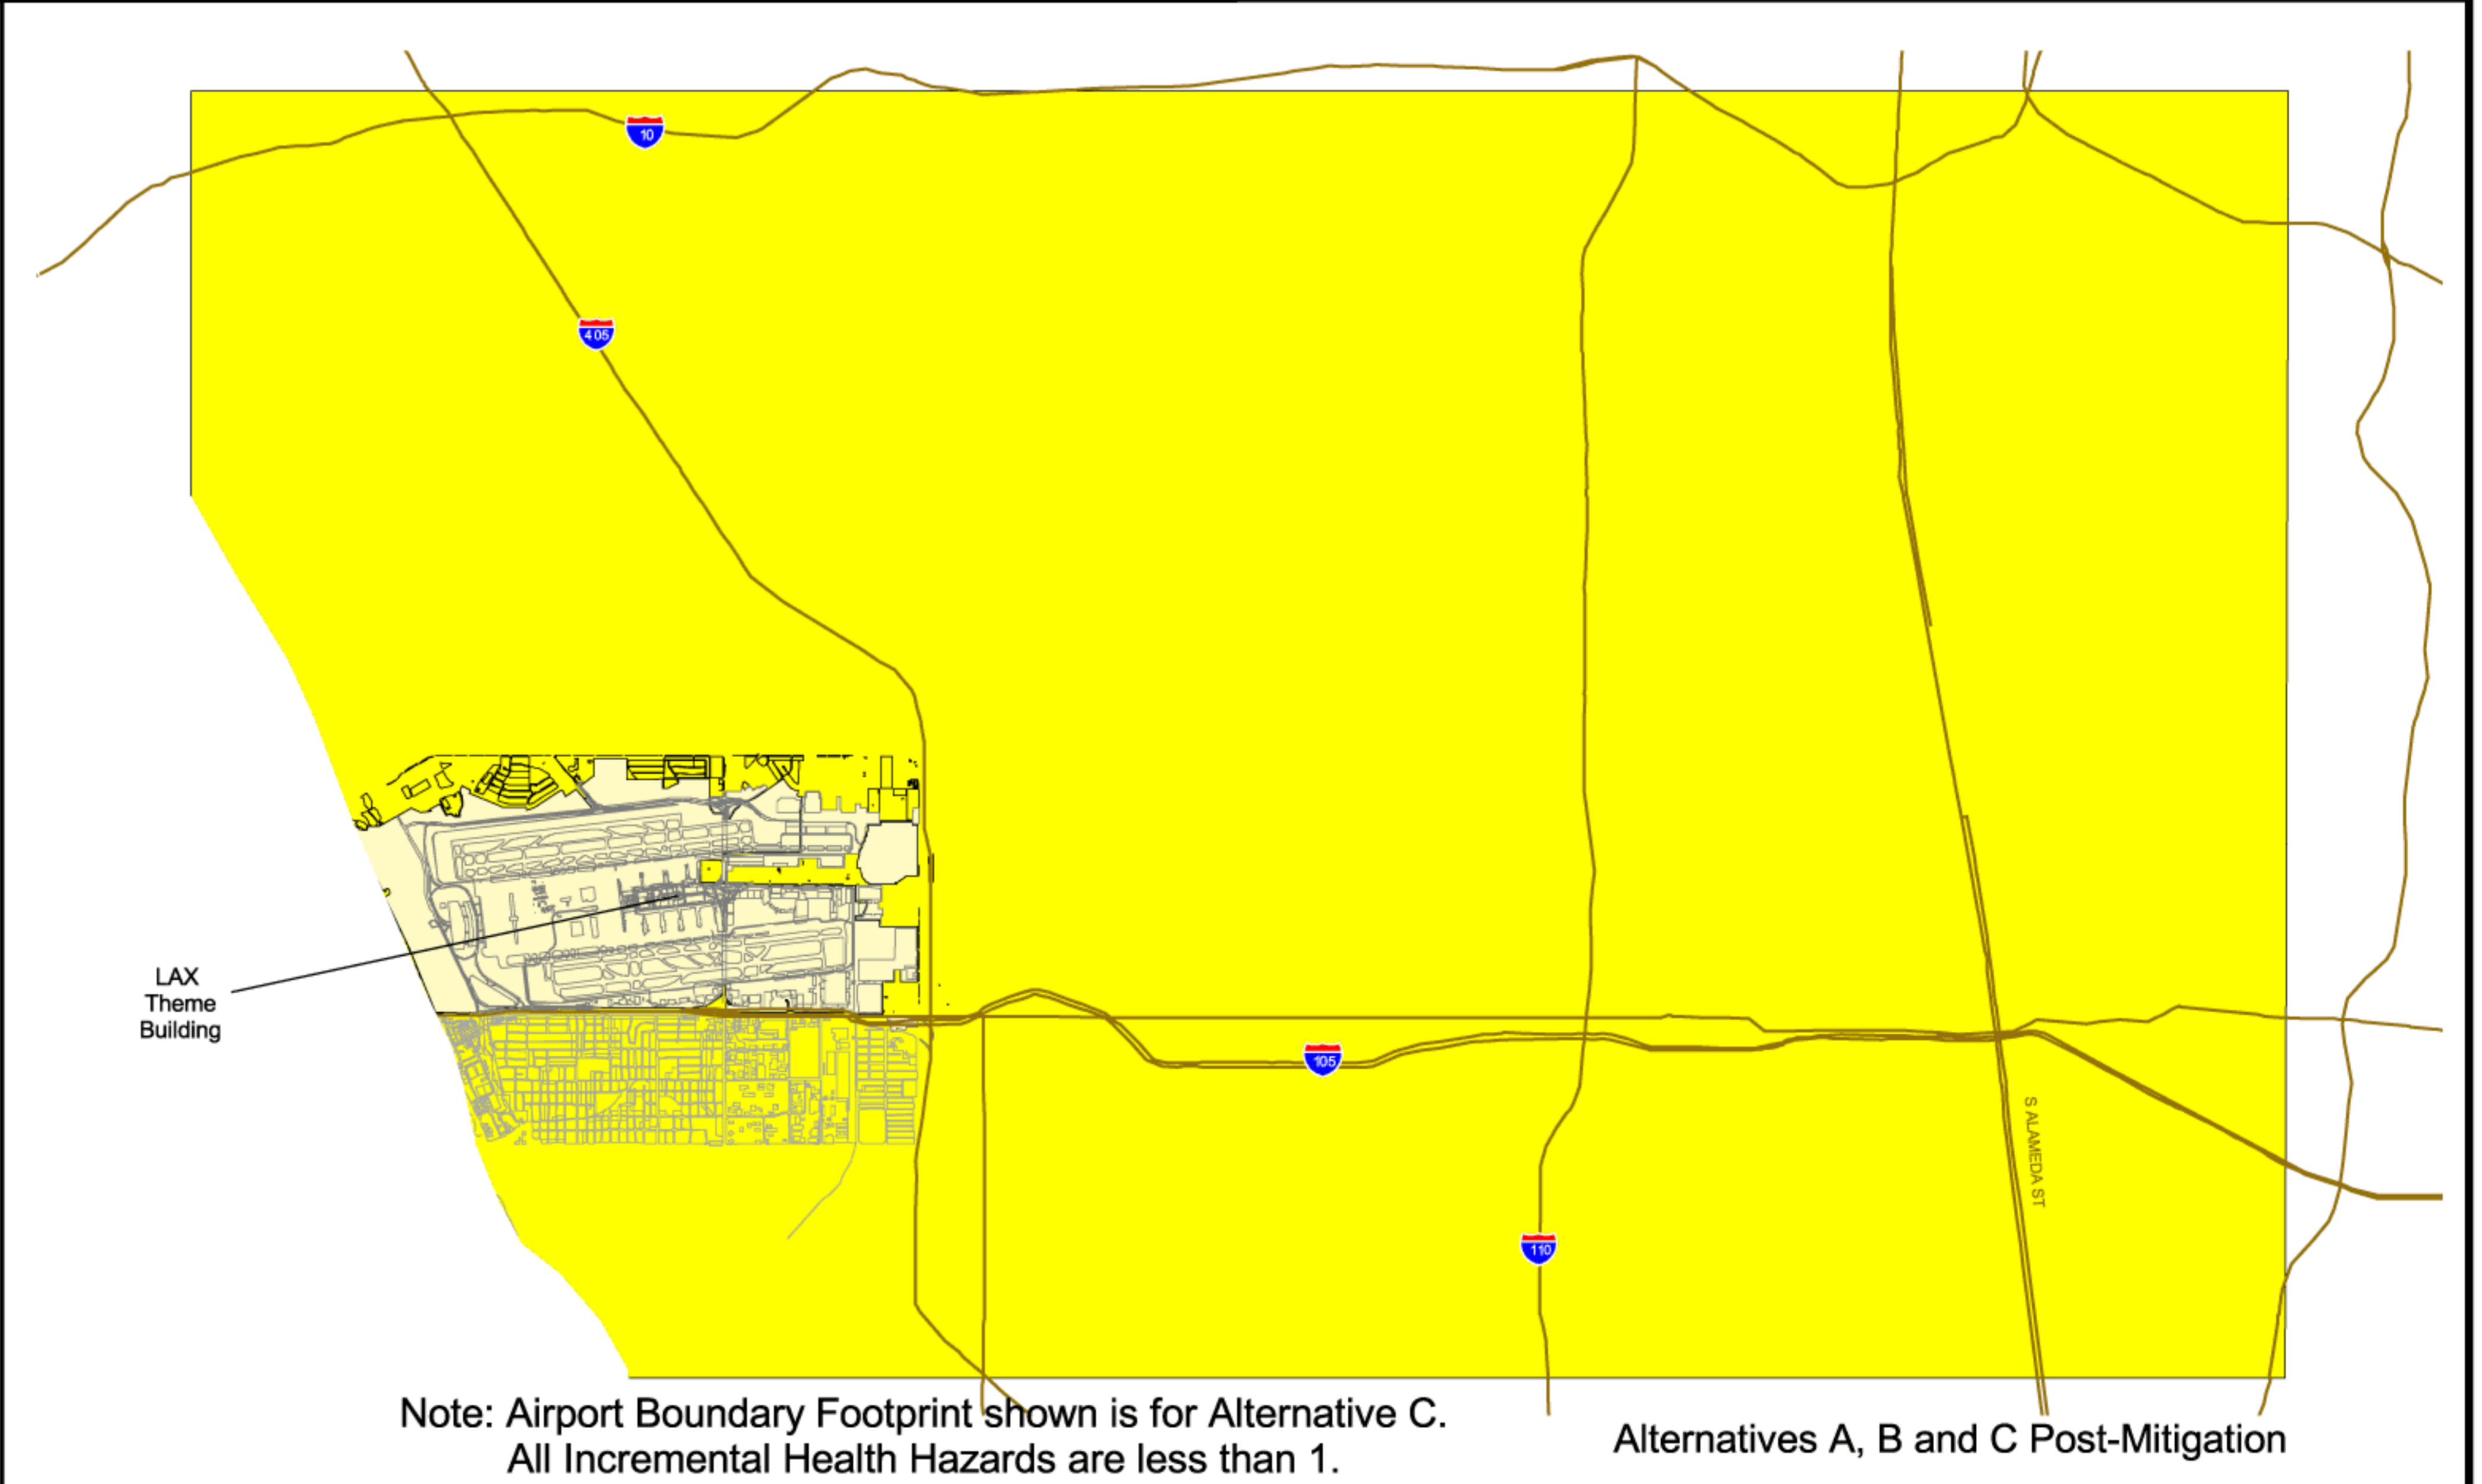 10
405
LAX
Theme
Building
105
S ALAMEDA ST
110
Note: Airport Boundary Footprint shown is for Alternative C.
All Incremental Health Hazards are less than 1.
Alternatives A, B and C Post-Mitigation